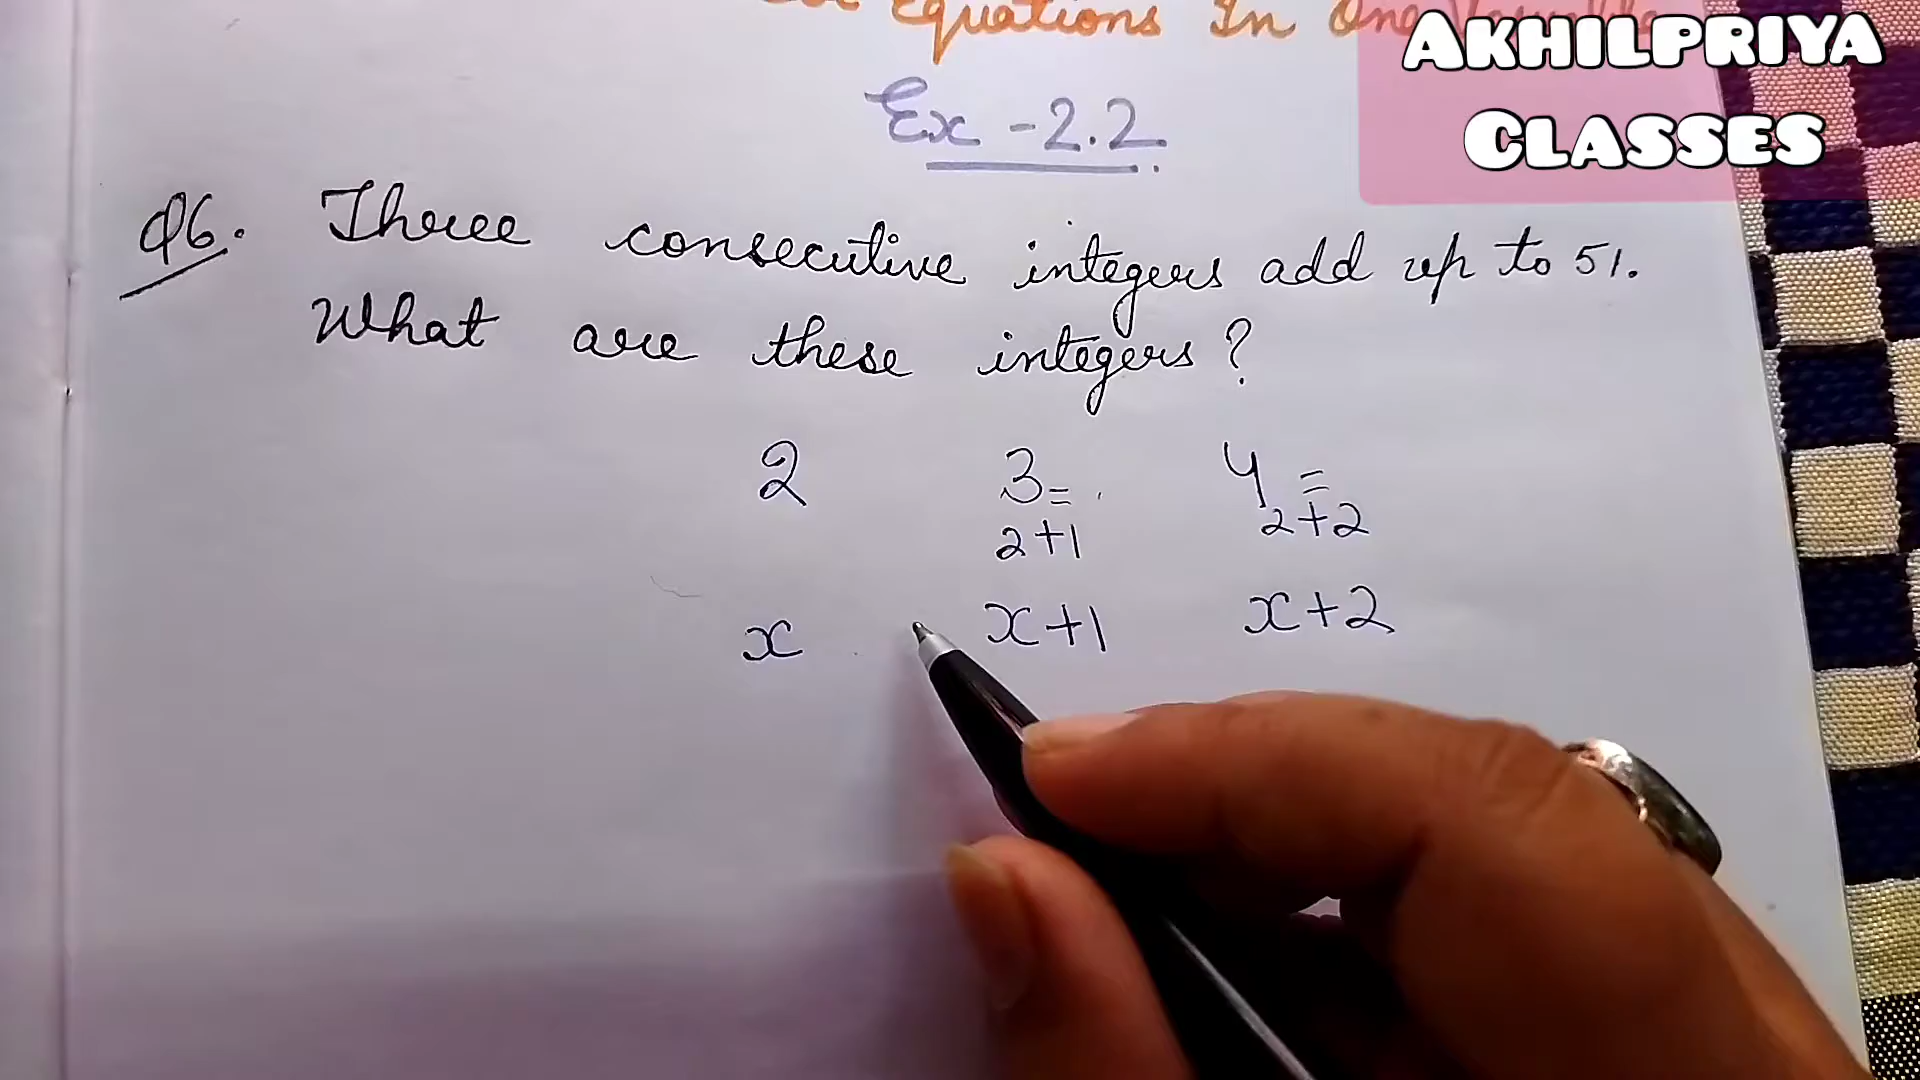 Equations In One
AKHILPRIYA
CLASSES
Ex - 2.2
Q6. Three consecutive integers add up to 51.
What are these integers?
2 3 = 4 =
2+1 2+2
x x+1 x+2